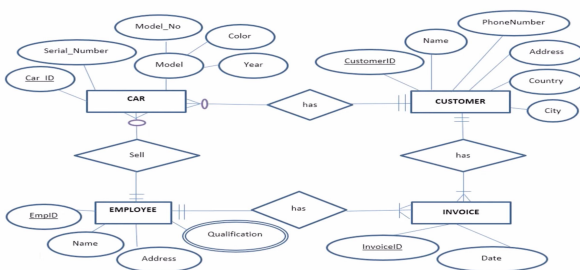 Model_No
PhoneNumber
Color
Name
Serial_Number
Address
CustomerID
Model
Year
Car_ID
Country
CAR
has
CUSTOMER
City
Sell
has
EMPLOYEE
has
INVOICE
EmpID
Qualification
Name
InvoiceID
Address
Date